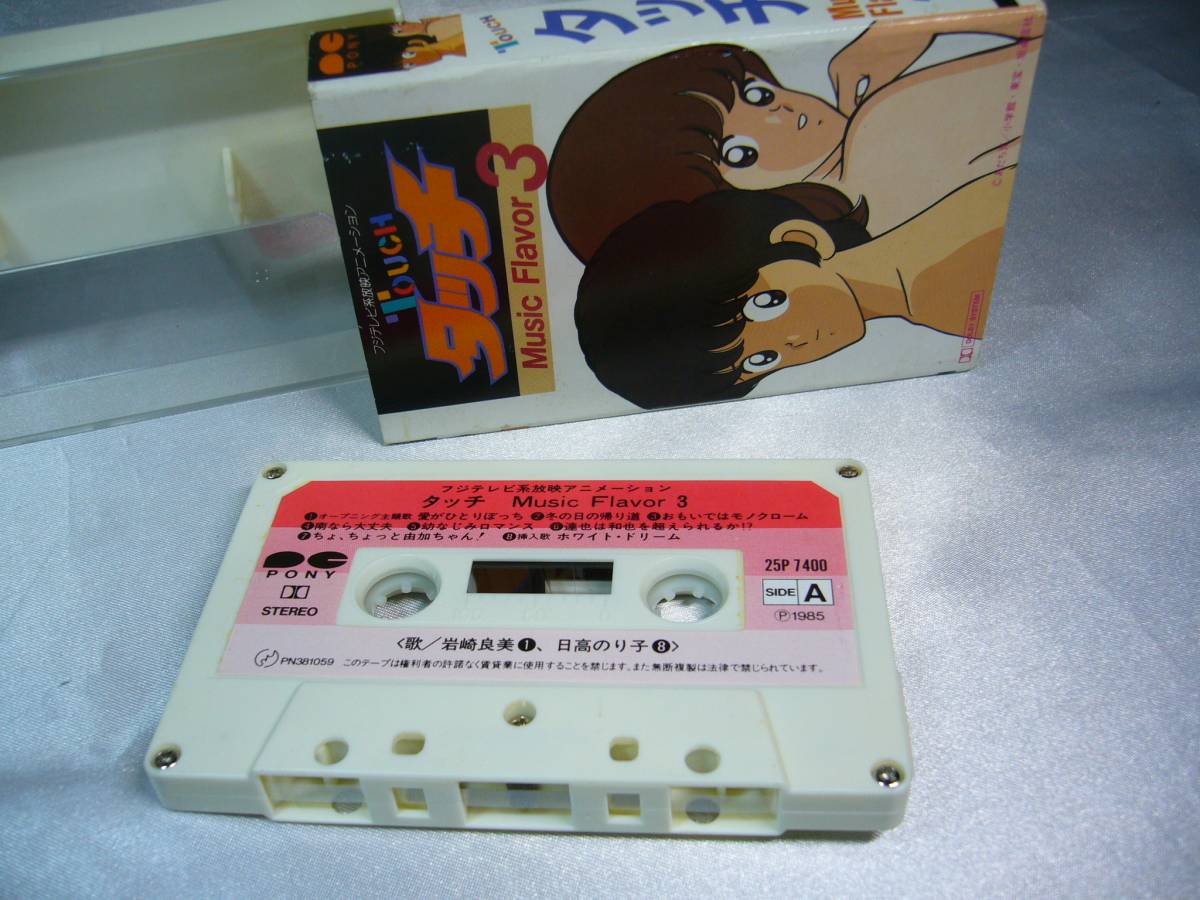 PONY
TOUCH
タッチ
フジテレビ系放映アニメーション
TOUCH
タッチ
Music Flavor 3
DOLBY SYSTEM
フジテレビ系放映アニメーション
タッチ Music Flavor 3
❶オープニング主題歌 愛がひとりぼっち ❷冬の日の帰り道 ❸おもいではモノクローム
❹南なら大丈夫 ❺幼なじみロマンス ❻達也は和也を超えられるか!?
❼ちょ、ちょっと由加ちゃん! ❽挿入歌 ホワイト・ドリーム
PONY
STEREO
25P 7400
SIDE A
Ⓟ1985
〈歌/岩崎良美❶、日高のり子❽〉
PN381059 このテープは権利者の許諾なく賃貸業に使用することを禁じます。また無断複製は法律で禁じられています。